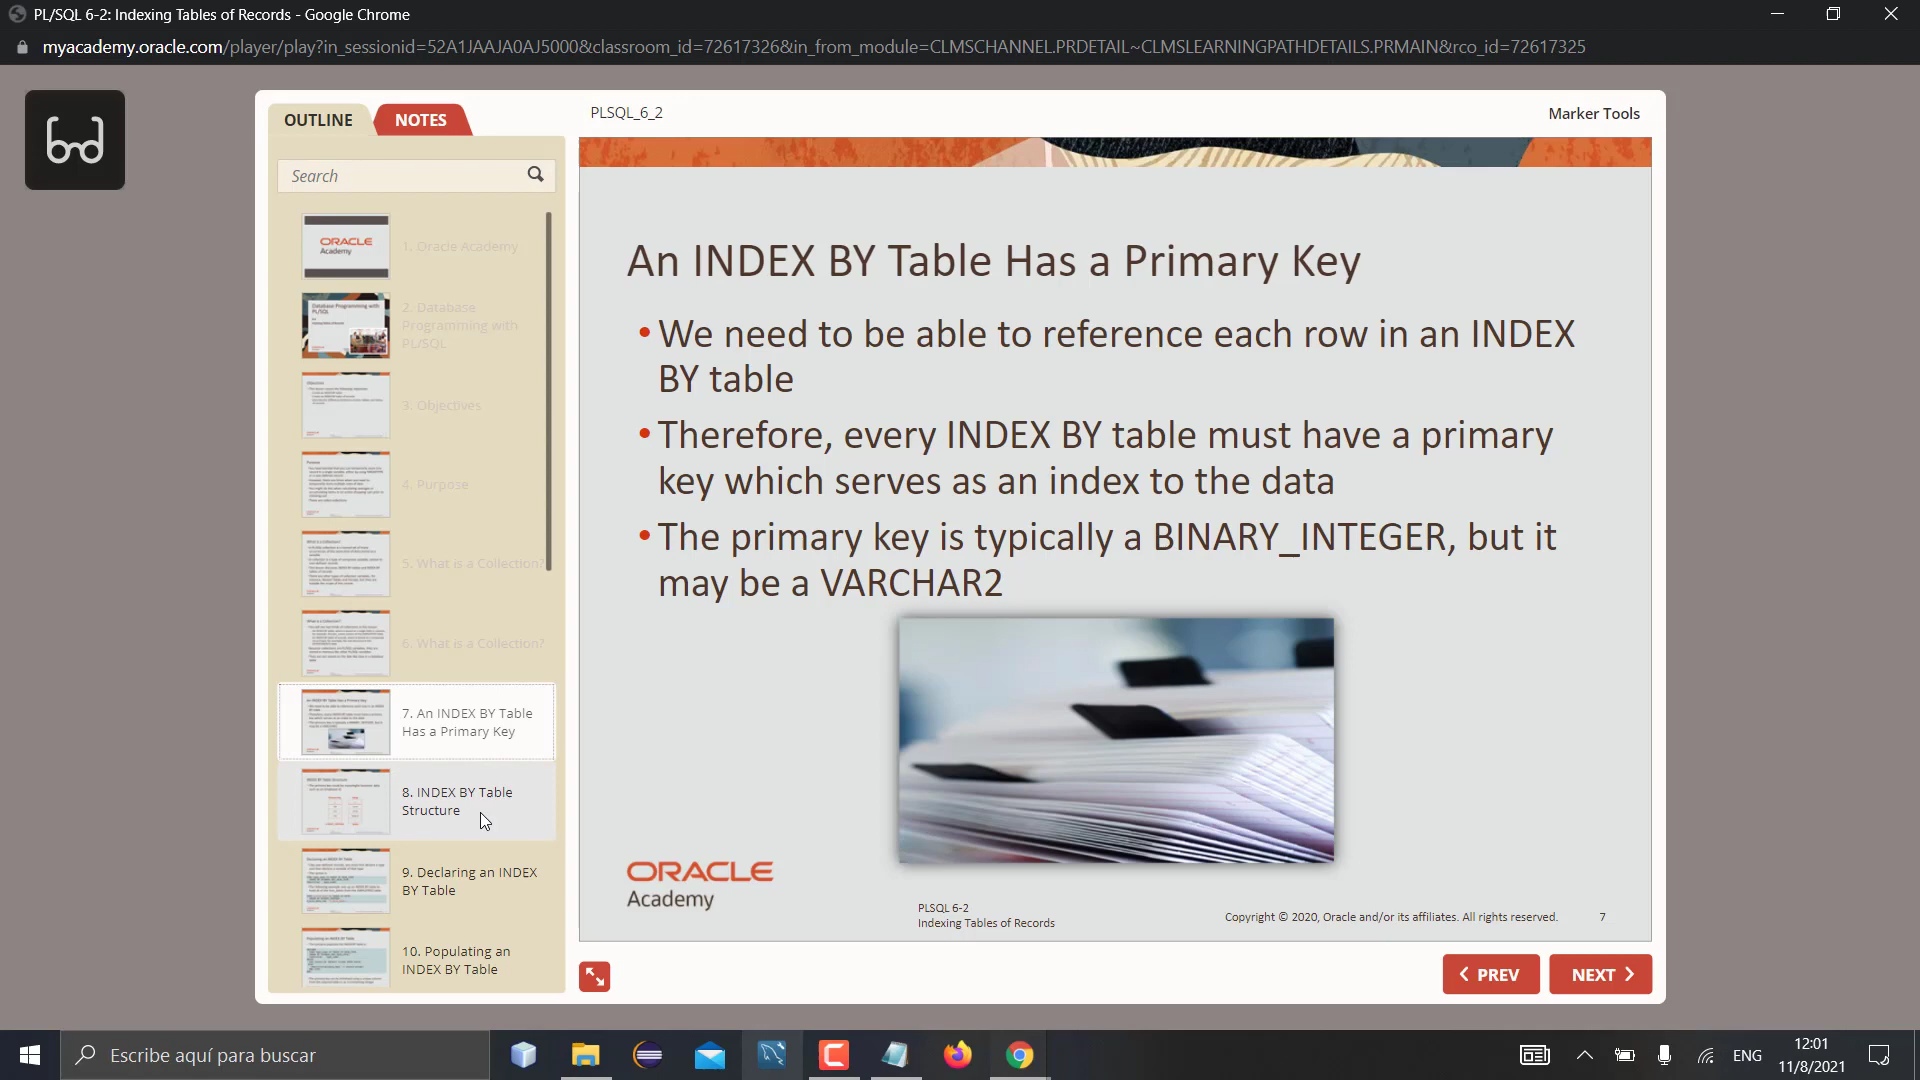 PL/SQL 6-2: Indexing Tables of Records - Google Chrome
myacademy.oracle.com/player/play?in_sessionid=52A1JAAJA0AJ5000&classroom_id=72617326&in_from_module=CLMSCHANNEL.PRDETAIL~CLMSLEARNINGPATHDETAILS.PRMAIN&rco_id=72617325
OUTLINE
NOTES
PLSQL_6_2
Marker Tools
Search
ORACLE
Academy
1. Oracle Academy
Database Programming with
PL/SQL
2. Database
Programming with
PL/SQL
3. Objectives
4. Purpose
5. What is a Collection?
6. What is a Collection?
7. An INDEX BY Table
Has a Primary Key
8. INDEX BY Table
Structure
9. Declaring an INDEX
BY Table
10. Populating an
INDEX BY Table
An INDEX BY Table Has a Primary Key
• We need to be able to reference each row in an INDEX
BY table
• Therefore, every INDEX BY table must have a primary
key which serves as an index to the data
• The primary key is typically a BINARY_INTEGER, but it
may be a VARCHAR2
ORACLE
Academy
PLSQL 6-2
Indexing Tables of Records
Copyright © 2020, Oracle and/or its affiliates. All rights reserved.
7
PREV
NEXT
Escribe aquí para buscar
ENG
12:01
11/8/2021